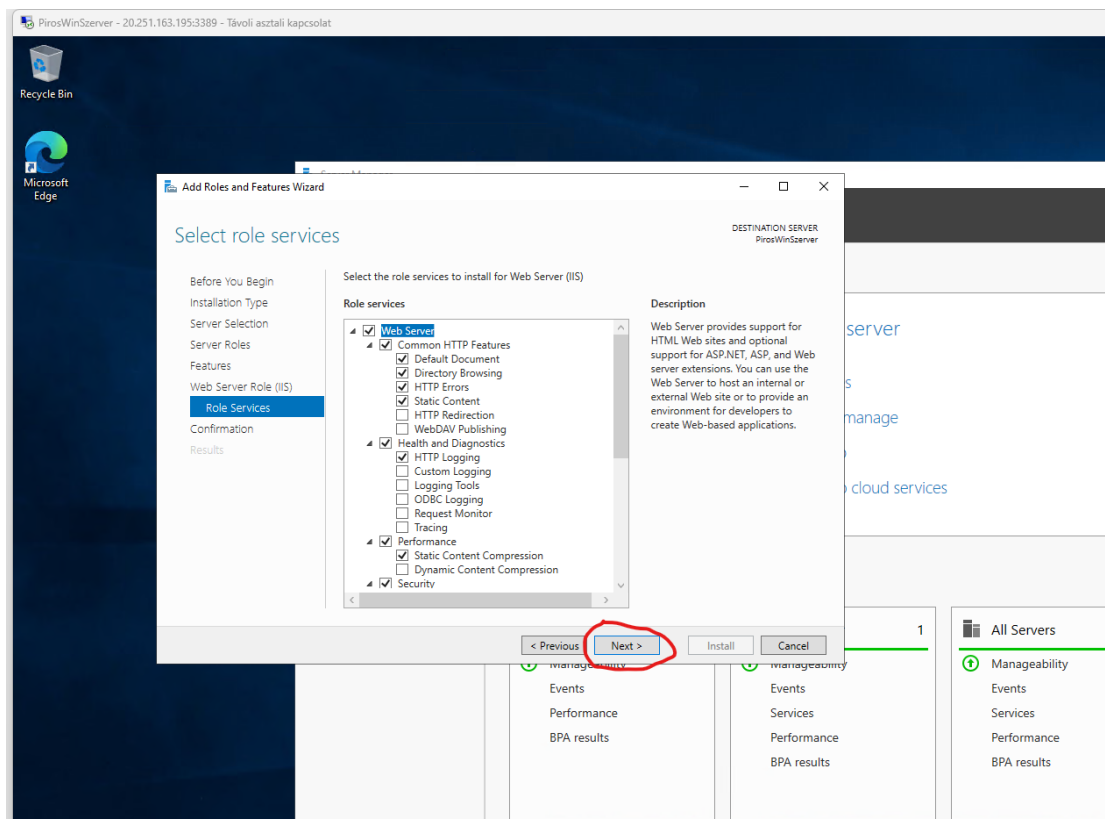 PirosWinSzerver - 20.251.163.195:3389 - Távoli asztali kapcsolat
Recycle Bin
Microsoft
Edge
Add Roles and Features Wizard
Select role services
DESTINATION SERVER
PirosWinSzerver
Before You Begin
Installation Type
Server Selection
Server Roles
Features
Web Server Role (IIS)
Role Services
Confirmation
Results
Select the role services to install for Web Server (IIS)
Role services
Web Server
Common HTTP Features
Default Document
Directory Browsing
HTTP Errors
Static Content
HTTP Redirection
WebDAV Publishing
Health and Diagnostics
HTTP Logging
Custom Logging
Logging Tools
ODBC Logging
Request Monitor
Tracing
Performance
Static Content Compression
Dynamic Content Compression
Security
Description
Web Server provides support for
HTML Web sites and optional
support for ASP.NET, ASP, and Web
server extensions. You can use the
Web Server to host an internal or
external Web site or to provide an
environment for developers to
create Web-based applications.
< Previous
Next >
Install
Cancel
server
s
manage
cloud services
Manageability
Events
Performance
BPA results
1
Manageability
Events
Services
Performance
BPA results
All Servers
Manageability
Events
Services
Performance
BPA results